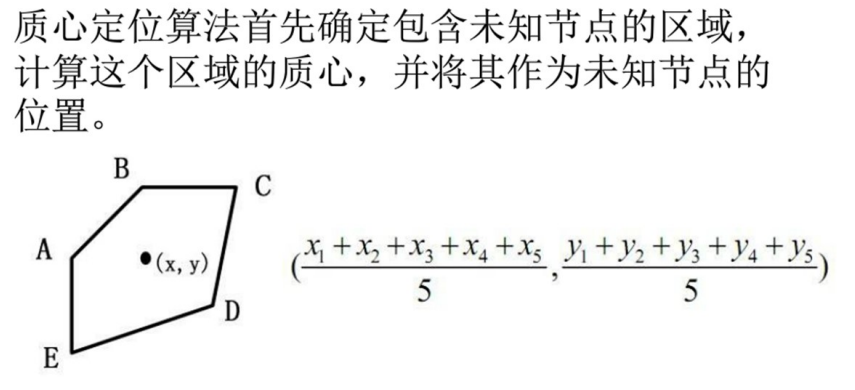 质心定位算法首先确定包含未知节点的区域，
计算这个区域的质心，并将其作为未知节点的
位置。
B
C
A
(x, y)
D
E
(\frac{x_1+x_2+x_3+x_4+x_5}{5},\frac{y_1+y_2+y_3+y_4+y_5}{5})